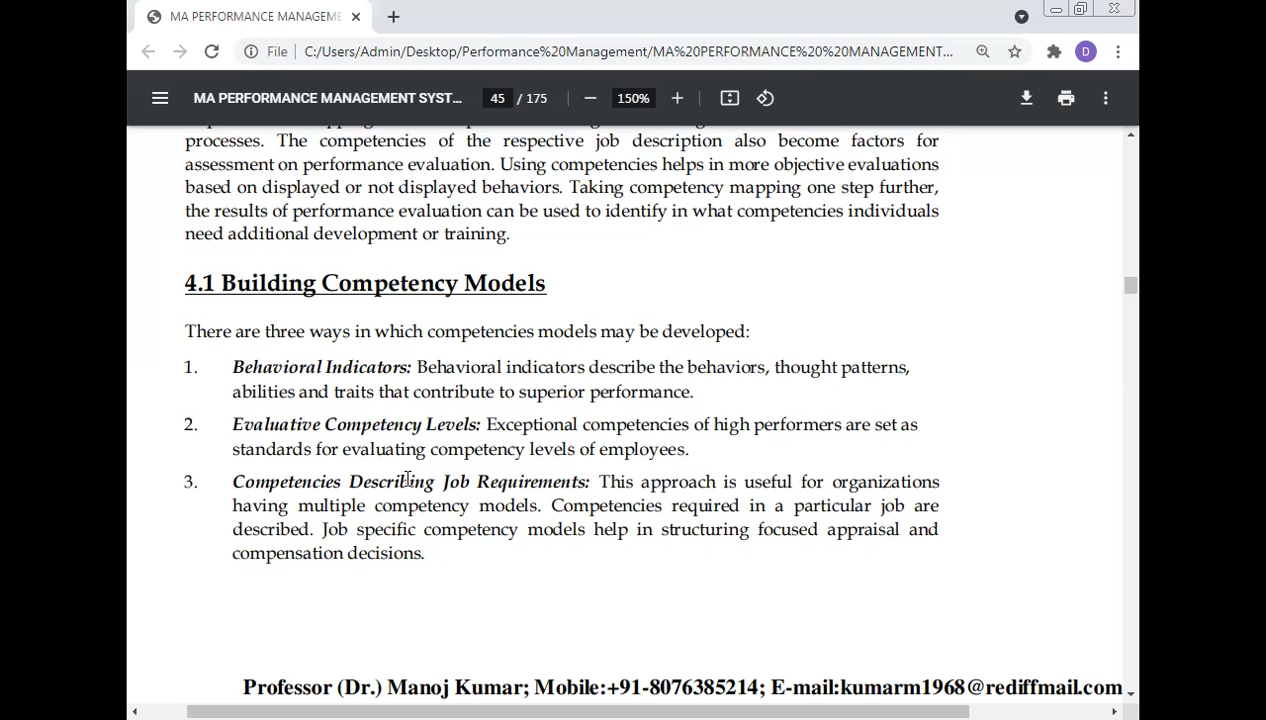 MA PERFORMANCE MANAGEME
File C:/Users/Admin/Desktop/Performance%20Management/MA%20PERFORMANCE%20%20MANAGEMENT... D
MA PERFORMANCE MANAGEMENT SYST... 45 / 175 150%
processes. The competencies of the respective job description also become factors for
assessment on performance evaluation. Using competencies helps in more objective evaluations
based on displayed or not displayed behaviors. Taking competency mapping one step further,
the results of performance evaluation can be used to identify in what competencies individuals
need additional development or training.
4.1 Building Competency Models
There are three ways in which competencies models may be developed:
1. Behavioral Indicators: Behavioral indicators describe the behaviors, thought patterns,
abilities and traits that contribute to superior performance.
2. Evaluative Competency Levels: Exceptional competencies of high performers are set as
standards for evaluating competency levels of employees.
3. Competencies Describing Job Requirements: This approach is useful for organizations
having multiple competency models. Competencies required in a particular job are
described. Job specific competency models help in structuring focused appraisal and
compensation decisions.
Professor (Dr.) Manoj Kumar; Mobile:+91-8076385214; E-mail:kumarm1968@rediffmail.com